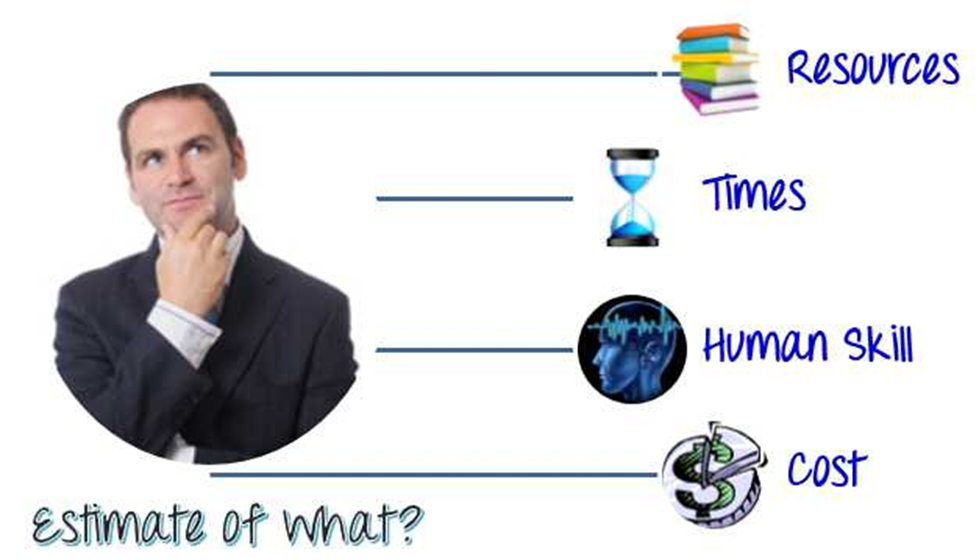 Resources
Times
Human Skill
Cost
Estimate of What?